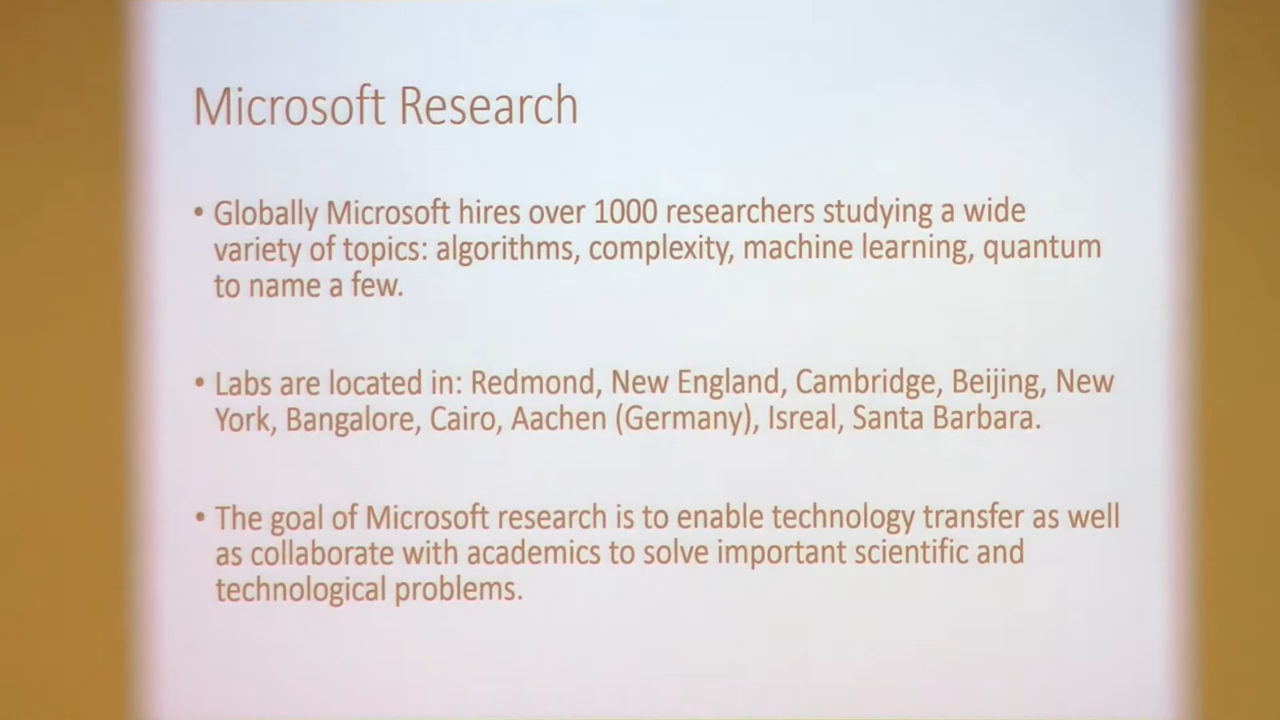 Microsoft Research
• Globally Microsoft hires over 1000 researchers studying a wide
variety of topics: algorithms, complexity, machine learning, quantum
to name a few.
• Labs are located in: Redmond, New England, Cambridge, Beijing, New
York, Bangalore, Cairo, Aachen (Germany), Isreal, Santa Barbara.
• The goal of Microsoft research is to enable technology transfer as well
as collaborate with academics to solve important scientific and
technological problems.